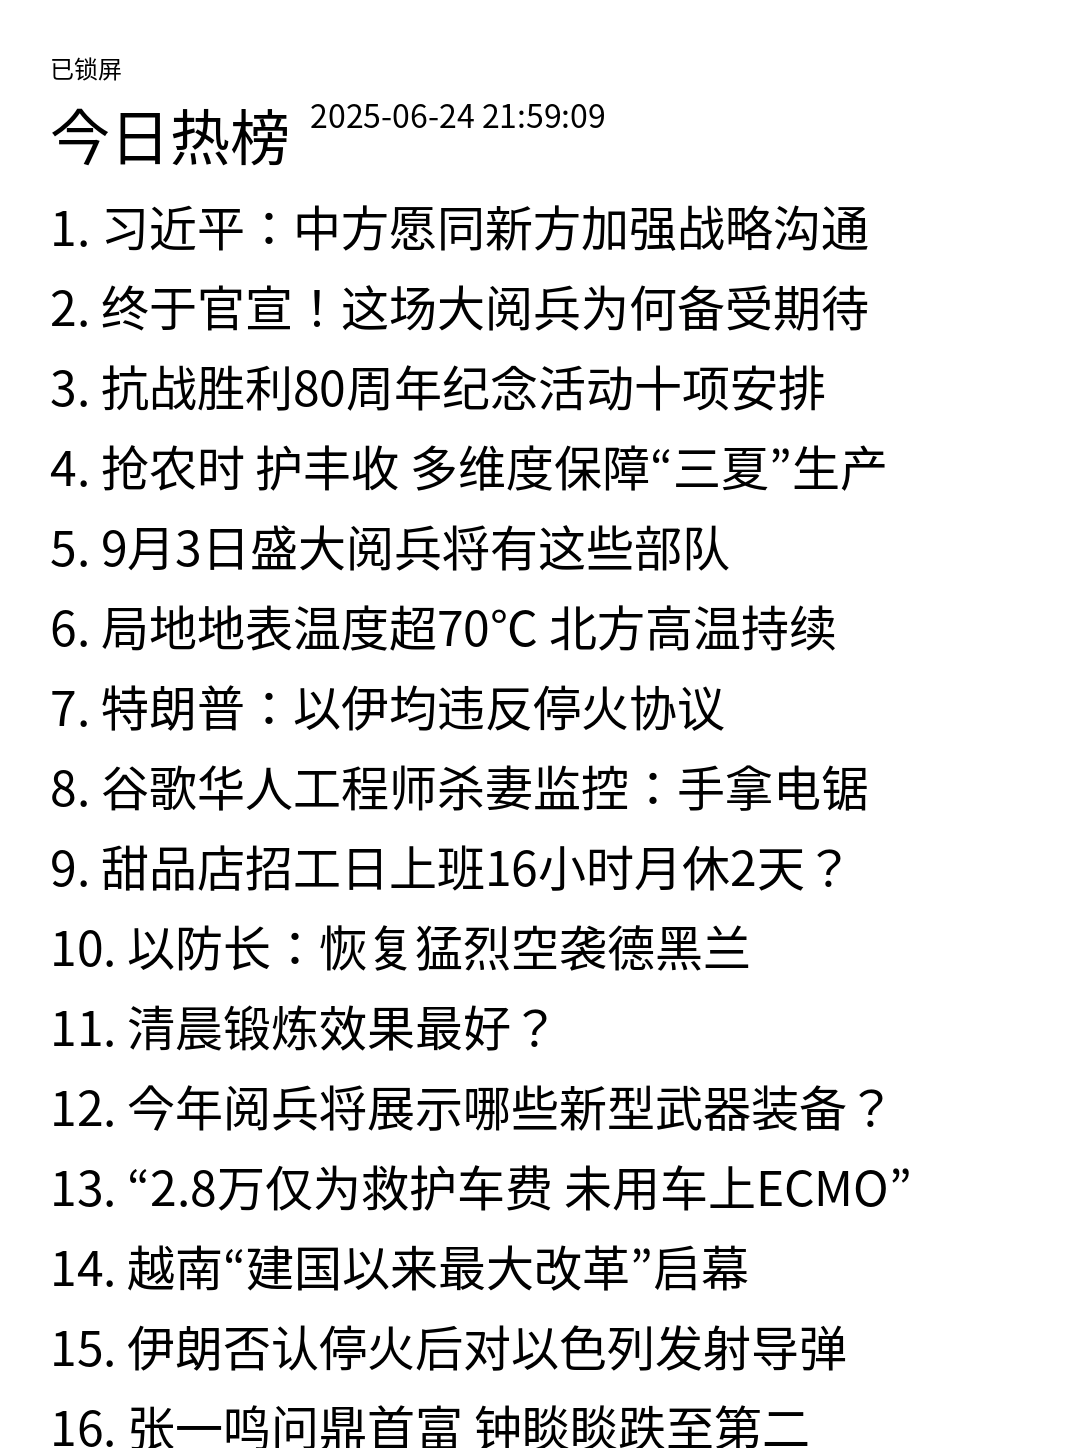 已锁屏
今日热榜 2025-06-24 21:59:09
1. 习近平：中方愿同新方加强战略沟通
2. 终于官宣！这场大阅兵为何备受期待
3. 抗战胜利80周年纪念活动十项安排
4. 抢农时 护丰收 多维度保障“三夏”生产
5. 9月3日盛大阅兵将有这些部队
6. 局地地表温度超70℃ 北方高温持续
7. 特朗普：以伊均违反停火协议
8. 谷歌华人工程师杀妻监控：手拿电锯
9. 甜品店招工日上班16小时月休2天？
10. 以防长：恢复猛烈空袭德黑兰
11. 清晨锻炼效果最好？
12. 今年阅兵将展示哪些新型武器装备？
13. “2.8万仅为救护车费 未用车上ECMO”
14. 越南“建国以来最大改革”启幕
15. 伊朗否认停火后对以色列发射导弹
16. 张一鸣问鼎首富 钟睒睒跌至第二